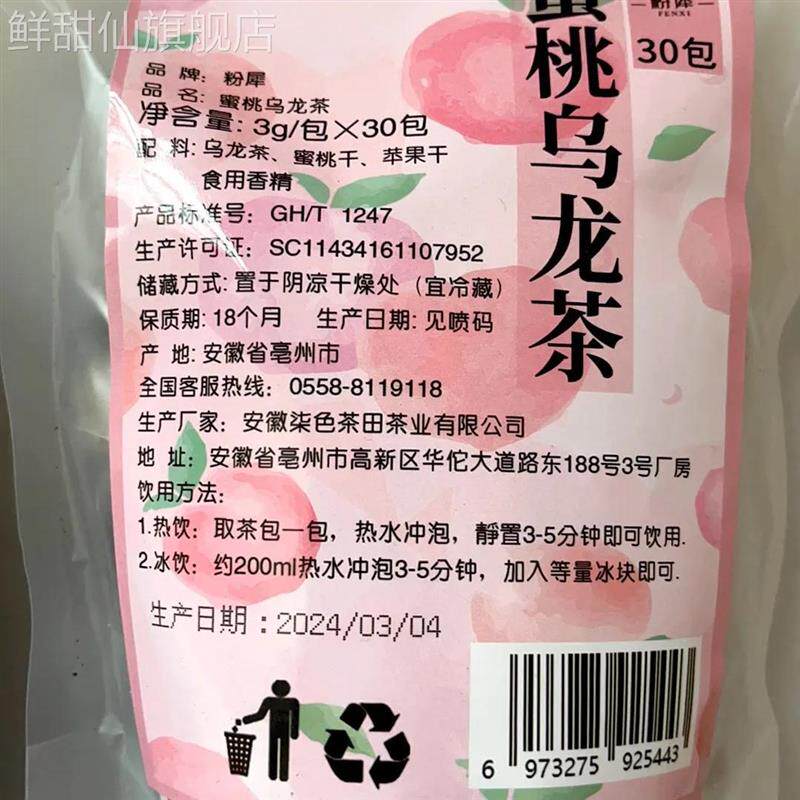 鲜甜仙旗舰店
粉犀
FENXI
30包
蜜桃乌龙茶
品 牌: 粉犀
品 名: 蜜桃乌龙茶
净含量: 3g/包×30包
配 料: 乌龙茶、蜜桃干、苹果干
食用香精
产品标准号: GH/T 1247
生产许可证: SC11434161107952
储藏方式: 置于阴凉干燥处（宜冷藏）
保质期: 18个月 生产日期: 见喷码
产 地: 安徽省亳州市
全国客服热线: 0558-8119118
生产厂家: 安徽柒色茶田茶业有限公司
地 址: 安徽省亳州市高新区华佗大道路东188号3号厂房
饮用方法:
1.热饮: 取茶包一包，热水冲泡，靜置3-5分钟即可饮用.
2.冰饮: 约200ml热水冲泡3-5分钟，加入等量冰块即可.
生产日期:2024/03/04
6 973275 925443